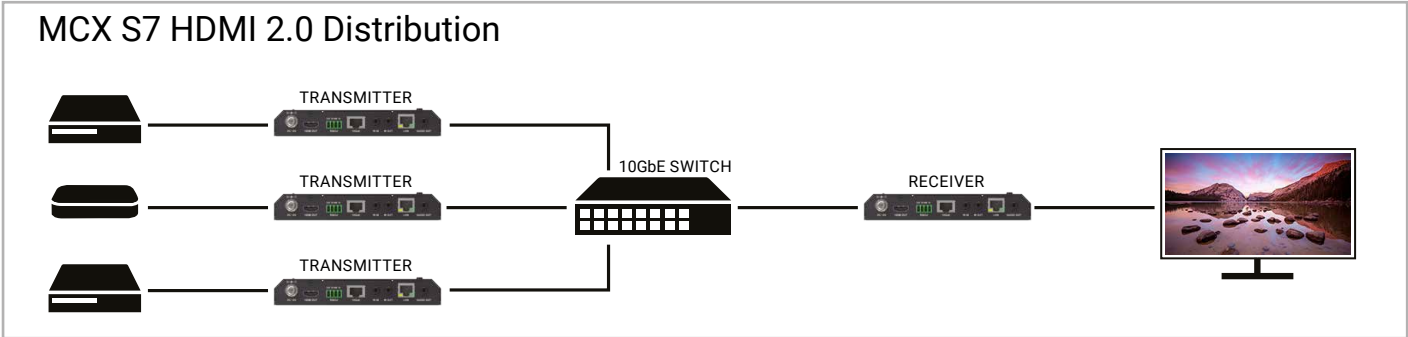 MCX S7 HDMI 2.0 Distribution
TRANSMITTER
TRANSMITTER
10GbE SWITCH
TRANSMITTER
RECEIVER